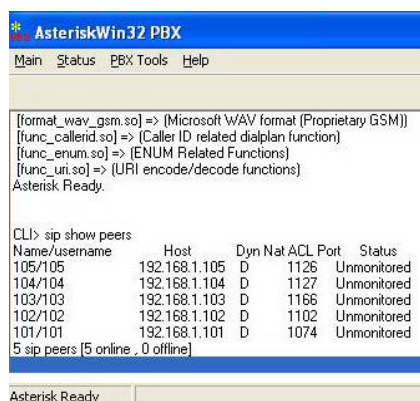 AsteriskWin32 PBX
Main Status PBX Tools Help
[format_wav_gsm.so] => (Microsoft WAV format (Proprietary GSM))
[func_callerid.so] => (Caller ID related dialplan function)
[func_enum.so] => (ENUM Related Functions)
[func_uri.so] => (URI encode/decode functions)
Asterisk Ready.
CLI> sip show peers
Name/username Host Dyn Nat ACL Port Status
105/105 192.168.1.105 D 1126 Unmonitored
104/104 192.168.1.104 D 1127 Unmonitored
103/103 192.168.1.103 D 1166 Unmonitored
102/102 192.168.1.102 D 1102 Unmonitored
101/101 192.168.1.101 D 1074 Unmonitored
5 sip peers [5 online , 0 offline]
Asterisk Ready